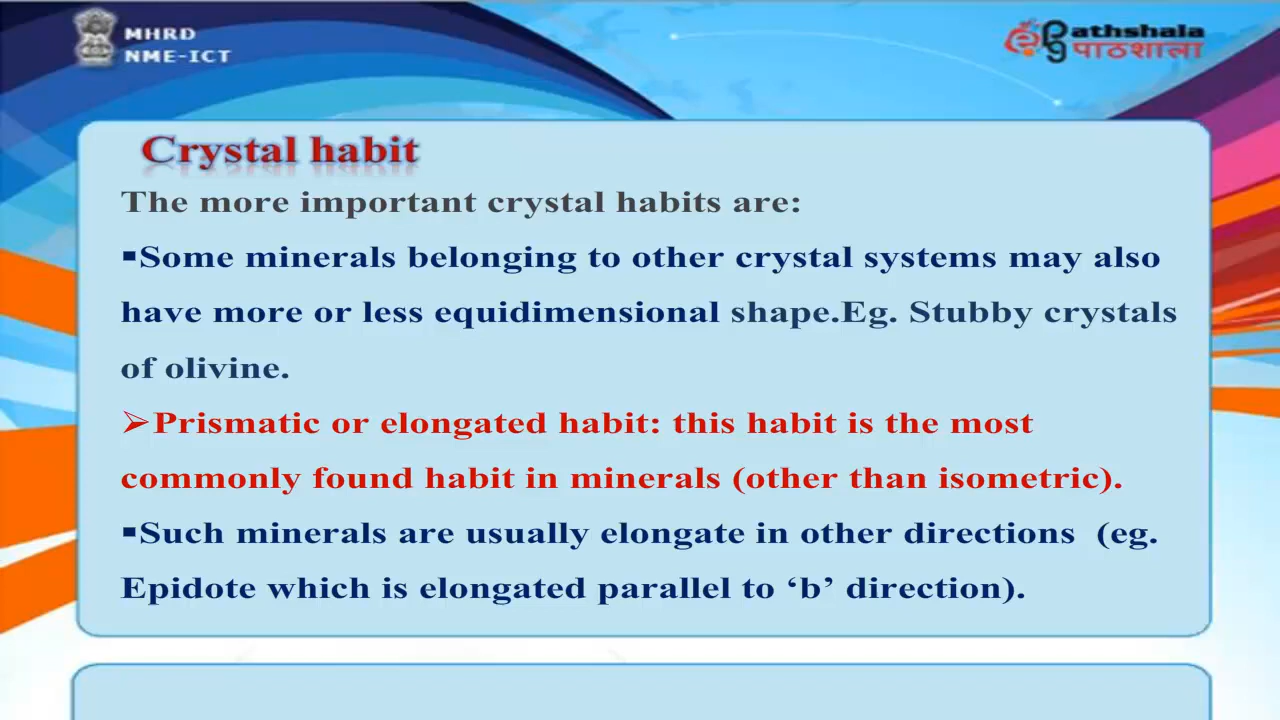 MHRD
NME-ICT
athshala
पाठशाला
Crystal habit
The more important crystal habits are:
▪Some minerals belonging to other crystal systems may also
have more or less equidimensional shape.Eg. Stubby crystals
of olivine.
➢Prismatic or elongated habit: this habit is the most
commonly found habit in minerals (other than isometric).
▪Such minerals are usually elongate in other directions (eg.
Epidote which is elongated parallel to ‘b’ direction).